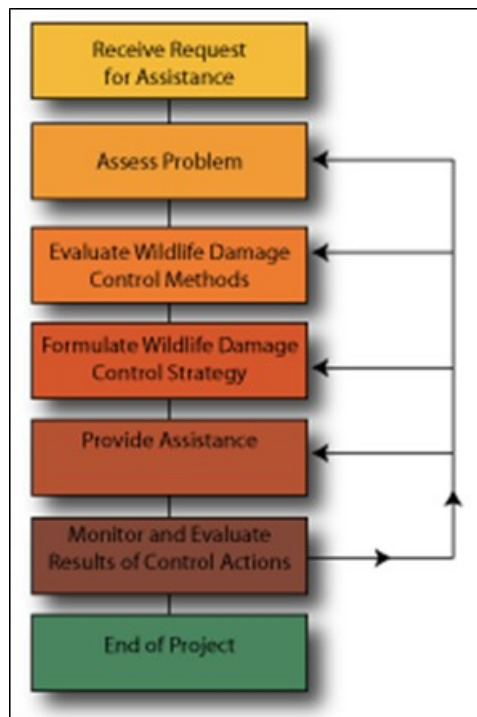 Receive Request
for Assistance
Assess Problem
Evaluate Wildlife Damage
Control Methods
Formulate Wildlife Damage
Control Strategy
Provide Assistance
Monitor and Evaluate
Results of Control Actions
End of Project